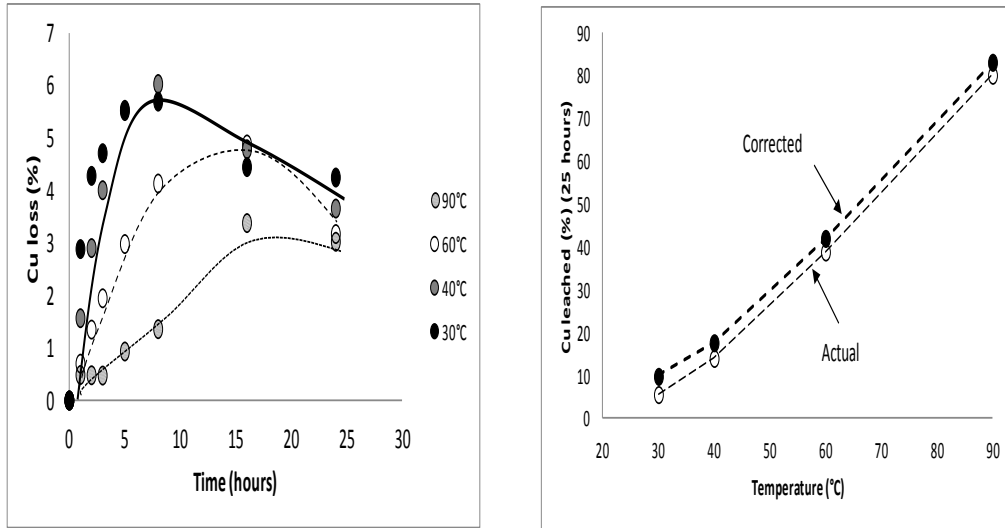 7
6
5
4
3
2
1
0
0 5 10 15 20 25 30
Cu loss (%)
Time (hours)
90°C
60°C
40°C
30°C
90
80
70
60
50
40
30
20
10
0
20 30 40 50 60 70 80 90
Cu leached (%) (25 hours)
Temperature (°C)
Corrected
Actual